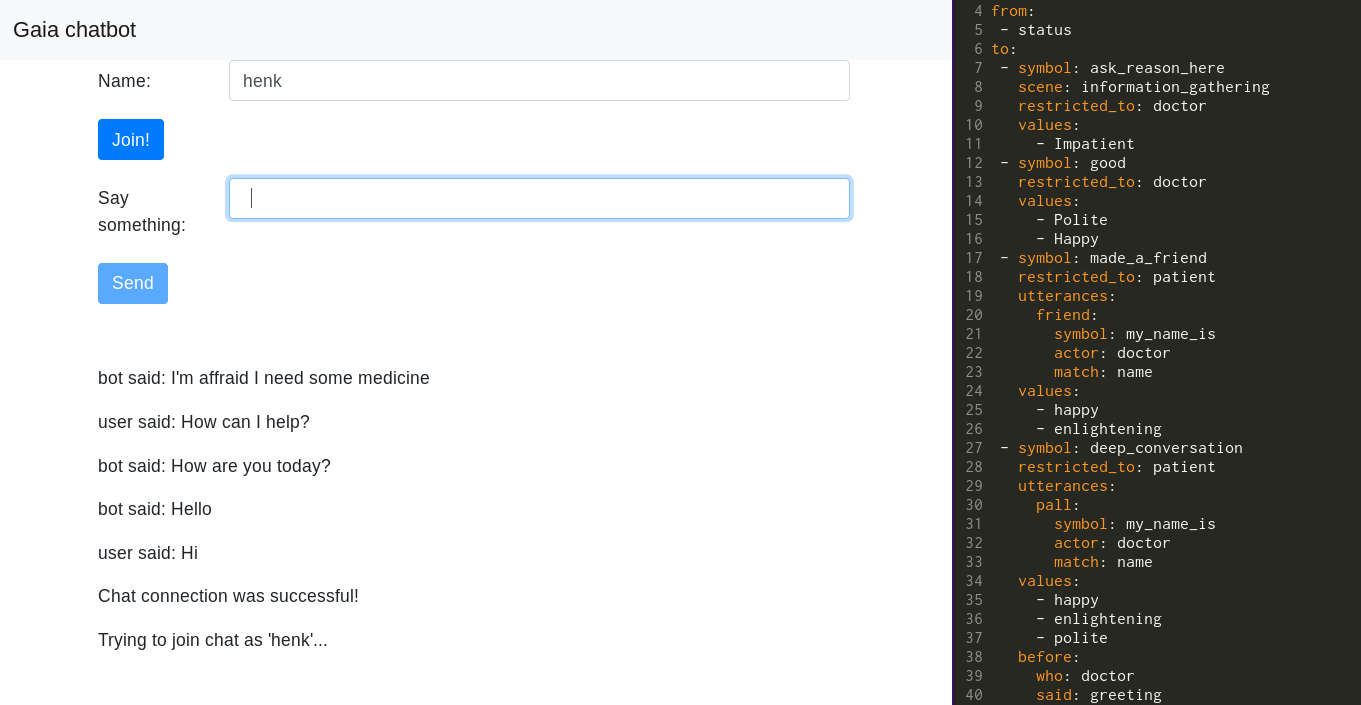 Gaia chatbot
Name:
henk
Join!
Say
something:
Send
bot said: I'm affraid I need some medicine
user said: How can I help?
bot said: How are you today?
bot said: Hello
user said: Hi
Chat connection was successful!
Trying to join chat as 'henk'...
4 from:
5  - status
6 to:
7  - symbol: ask_reason_here
8    scene: information_gathering
9    restricted_to: doctor
10    values:
11      - Impatient
12  - symbol: good
13    restricted_to: doctor
14    values:
15      - Polite
16      - Happy
17  - symbol: made_a_friend
18    restricted_to: patient
19    utterances:
20      friend:
21        symbol: my_name_is
22        actor: doctor
23        match: name
24    values:
25      - happy
26      - enlightening
27  - symbol: deep_conversation
28    restricted_to: patient
29    utterances:
30      pall:
31        symbol: my_name_is
32        actor: doctor
33        match: name
34    values:
35      - happy
36      - enlightening
37      - polite
38    before:
39      who: doctor
40      said: greeting